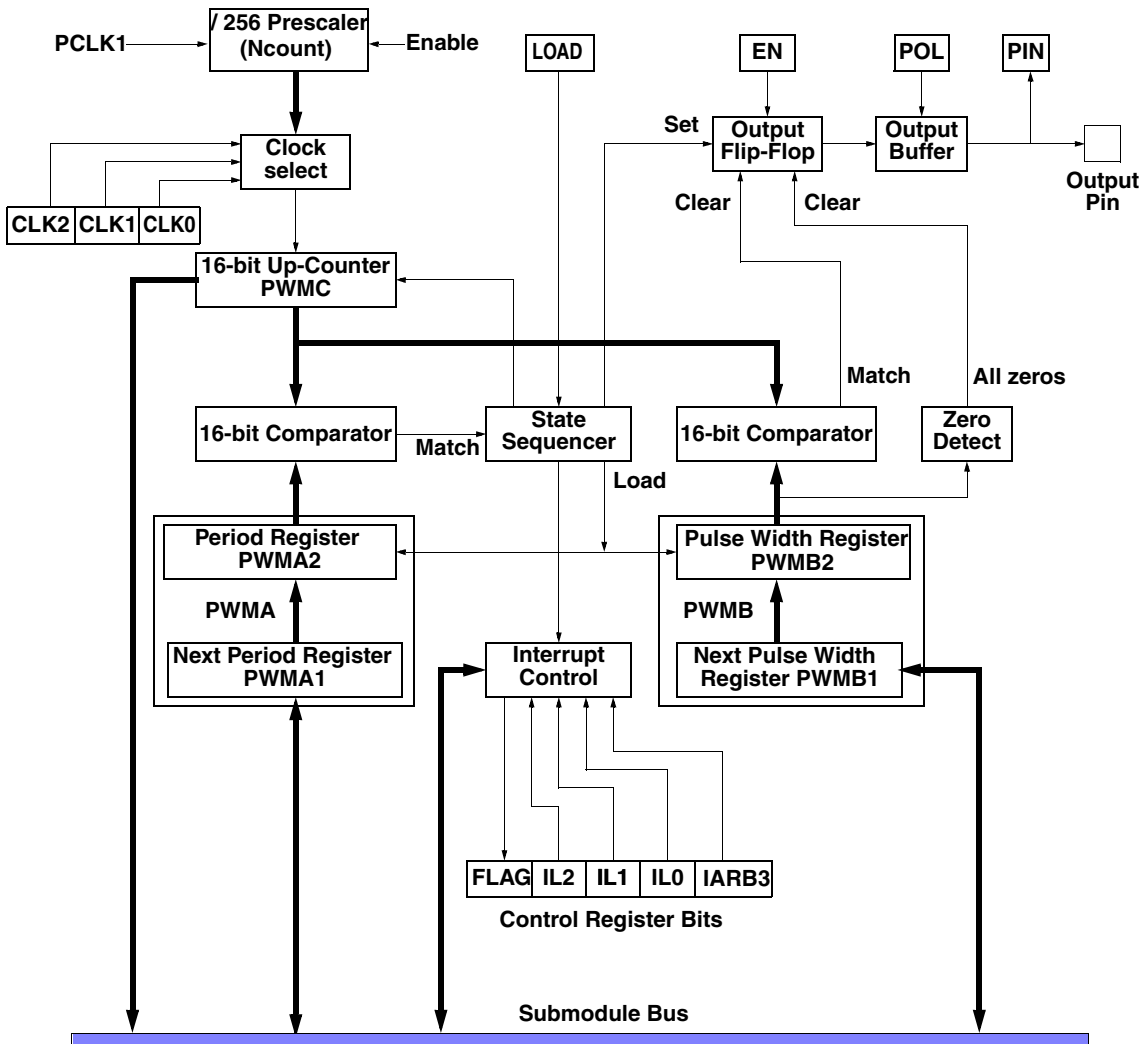 / 256 Prescaler
(Ncount)
PCLK1
Enable
LOAD
EN
POL
PIN
Set
Output
Flip-Flop
Output
Buffer
Output
Pin
Clock
select
Clear
Clear
CLK2 CLK1 CLK0
16-bit Up-Counter
PWMC
Match
All zeros
16-bit Comparator
Match
State
Sequencer
16-bit Comparator
Zero
Detect
Load
Period Register
PWMA2
Pulse Width Register
PWMB2
PWMA
PWMB
Next Period Register
PWMA1
Interrupt
Control
Next Pulse Width
Register PWMB1
FLAG IL2 IL1 IL0 IARB3
Control Register Bits
Submodule Bus